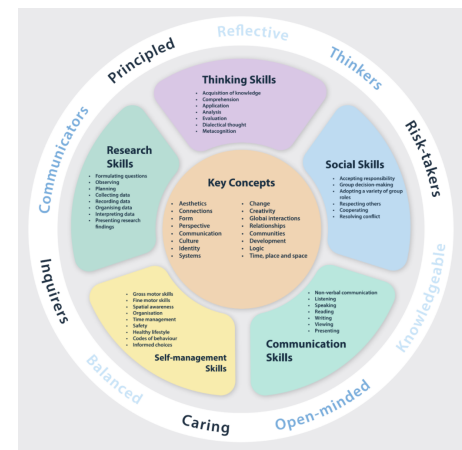 Reflective
Thinkers
Risk-takers
Knowledgeable
Open-minded
Caring
Balanced
Inquirers
Communicators
Principled
Thinking Skills
• Acquisition of knowledge
• Comprehension
• Application
• Analysis
• Evaluation
• Dialectical thought
• Metacognition
Social Skills
• Accepting responsibility
• Group decision-making
• Adopting a variety of group
roles
• Respecting others
• Cooperating
• Resolving conflict
Communication
Skills
• Non-verbal communication
• Listening
• Speaking
• Reading
• Writing
• Viewing
• Presenting
• Gross motor skills
• Fine motor skills
• Spatial awareness
• Organisation
• Time management
• Safety
• Healthy lifestyle
• Codes of behaviour
• Informed choices
Self-management
Skills
Research
Skills
• Formulating questions
• Observing
• Planning
• Collecting data
• Recording data
• Organising data
• Interpreting data
• Presenting research
findings
Key Concepts
• Aesthetics
• Connections
• Form
• Perspective
• Communication
• Culture
• Identity
• Systems
• Change
• Creativity
• Global interactions
• Relationships
• Communities
• Development
• Logic
• Time, place and space